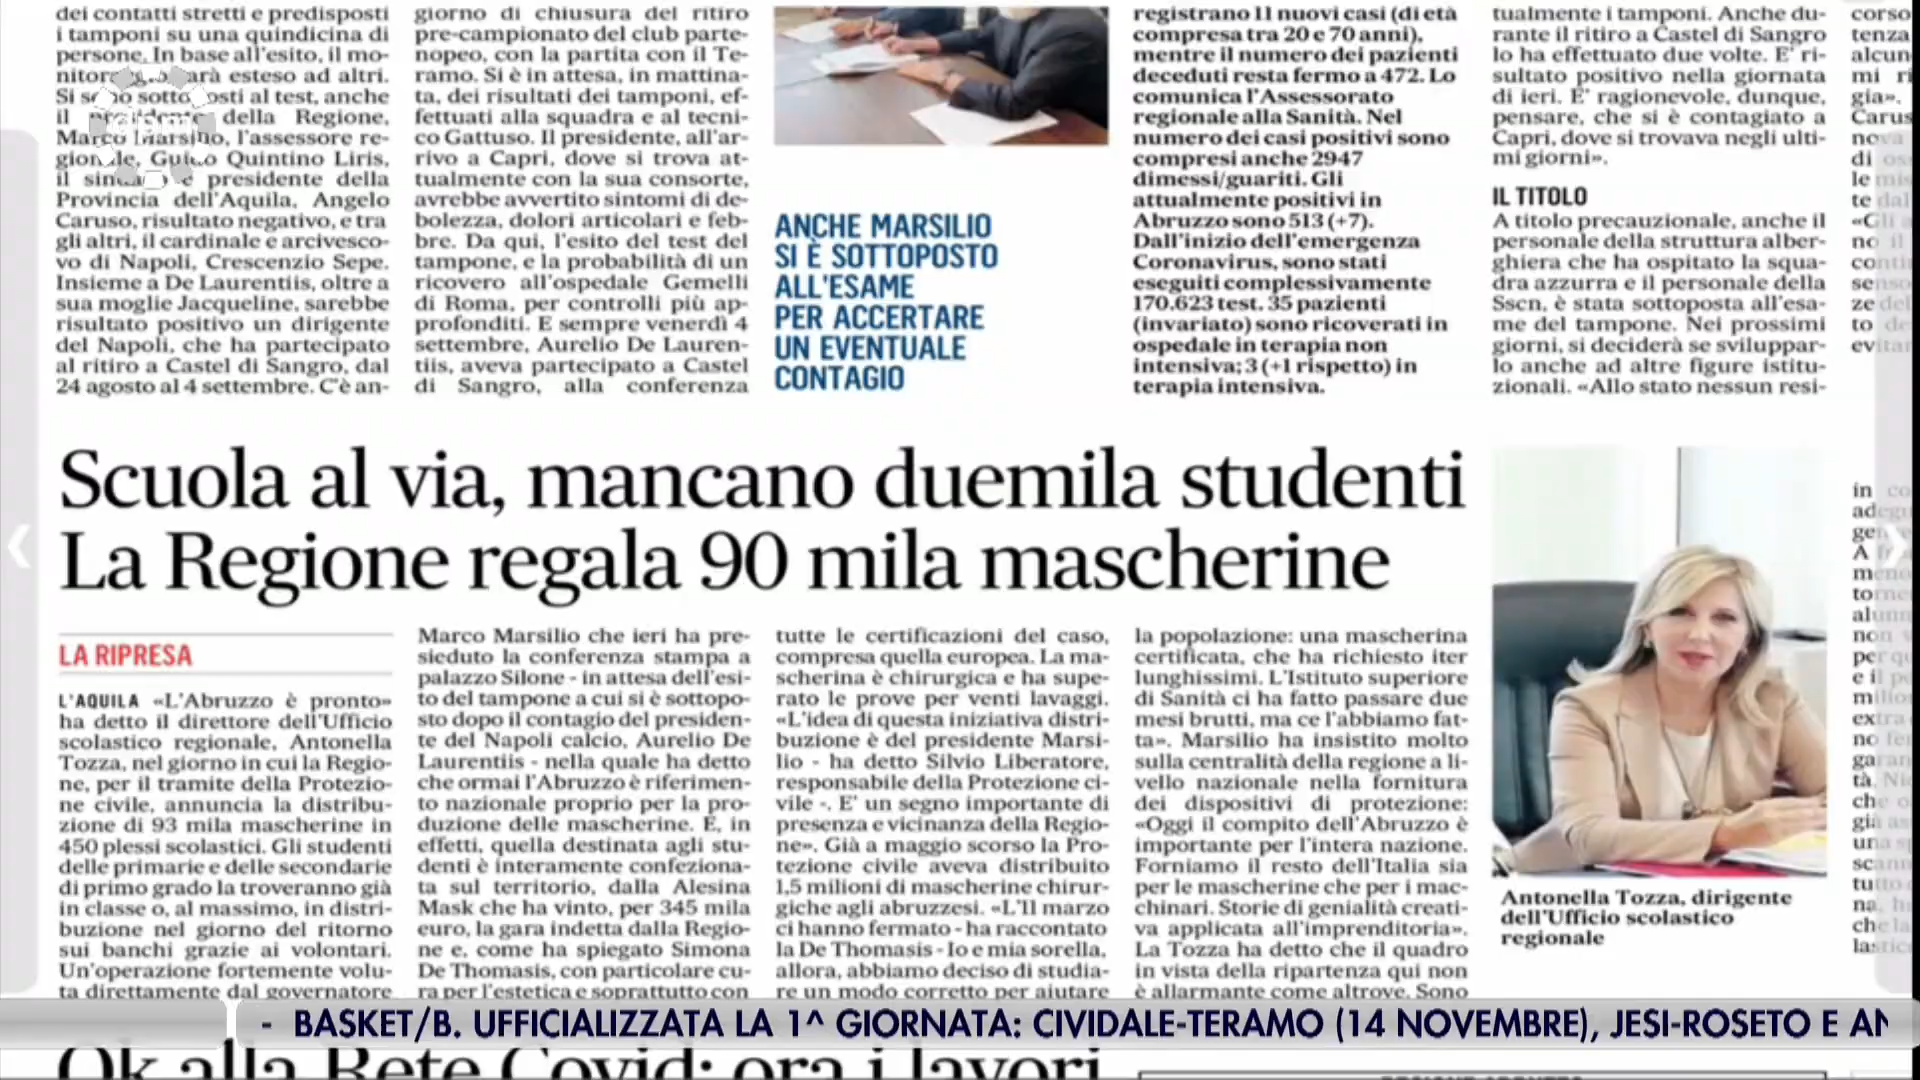 dei contatti stretti e predisposti
i tamponi su una quindicina di
persone. In base all'esito, il mo-
esteso ad altri.
al test, anche
il della Regione,
Marco Marsilio, l'assessore re-
gionale, Guido Quintino Liris,
il presidente della
Provincia dell'Aquila, Angelo
Caruso, risultato negativo, e tra
gli altri, il cardinale e arcivesco-
vo di Napoli, Crescenzio Sepe.
Insieme a De Laurentiis, oltre a
sua moglie Jacqueline, sarebbe
risultato positivo un dirigente
del Napoli, che ha partecipato
al ritiro a Castel di Sangro, dal
24 agosto al 4 settembre. C'è an-
giorno di chiusura del ritiro
pre-campionato del club parte-
nopeo, con la partita con il Te-
ramo. Si è in attesa, in mattina-
ta, dei risultati dei tamponi, ef-
fettuati alla squadra e al tecni-
co Gattuso. Il presidente, all'ar-
rivo a Capri, dove si trova at-
tualmente con la sua consorte,
avrebbe avvertito sintomi di de-
bolezza, dolori articolari e feb-
bre. Da qui, l'esito del test del
tampone, e la probabilità di un
ricovero all'ospedale Gemelli
di Roma, per controlli più ap-
profonditi. E sempre venerdì 4
settembre, Aurelio De Lauren-
tiis, aveva partecipato a Castel
di Sangro, alla conferenza
ANCHE MARSILIO
SI È SOTTOPOSTO
ALL'ESAME
PER ACCERTARE
UN EVENTUALE
CONTAGIO
registrano 11 nuovi casi (di età
compresa tra 20 e 70 anni),
mentre il numero dei pazienti
deceduti resta fermo a 472. Lo
comunica l'Assessorato
regionale alla Sanità. Nel
numero dei casi positivi sono
compresi anche 2947
dimessi/guariti. Gli
attualmente positivi in
Abruzzo sono 513 (+7).
Dall'inizio dell'emergenza
Coronavirus, sono stati
eseguiti complessivamente
170.623 test. 35 pazienti
(invariato) sono ricoverati in
ospedale in terapia non
intensiva; 3 (+1 rispetto) in
terapia intensiva.
tualmente i tamponi. Anche du-
rante il ritiro a Castel di Sangro
lo ha effettuato due volte. E' ri-
sultato positivo nella giornata
di ieri. E' ragionevole, dunque,
pensare, che si è contagiato a
Capri, dove si trovava negli ulti-
mi giorni».
IL TITOLO
A titolo precauzionale, anche il
personale della struttura alber-
ghiera che ha ospitato la squa-
dra azzurra e il personale della
Sscn, è stata sottoposta all'esa-
me del tampone. Nei prossimi
giorni, si deciderà se sviluppar-
lo anche ad altre figure istitu-
zionali. «Allo stato nessun resi-
Scuola al via, mancano duemila studenti
La Regione regala 90 mila mascherine
LA RIPRESA
L'AQUILA «L'Abruzzo è pronto»
ha detto il direttore dell'Ufficio
scolastico regionale, Antonella
Tozza, nel giorno in cui la Regio-
ne, per il tramite della Protezio-
ne civile, annuncia la distribu-
zione di 93 mila mascherine in
450 plessi scolastici. Gli studenti
delle primarie e delle secondarie
di primo grado la troveranno già
in classe o, al massimo, in distri-
buzione nel giorno del ritorno
sui banchi grazie ai volontari.
Un'operazione fortemente volu-
ta direttamente dal governatore
Marco Marsilio che ieri ha pre-
sieduto la conferenza stampa a
palazzo Silone - in attesa dell'esi-
to del tampone a cui si è sottopo-
sto dopo il contagio del presiden-
te del Napoli calcio, Aurelio De
Laurentiis - nella quale ha detto
che ormai l'Abruzzo è riferimen-
to nazionale proprio per la pro-
duzione delle mascherine. E, in
effetti, quella destinata agli stu-
denti è interamente confeziona-
ta sul territorio, dalla Alesina
Mask che ha vinto, per 345 mila
euro, la gara indetta dalla Regio-
ne e, come ha spiegato Simona
De Thomasis, con particolare cu-
ra per l'estetica e soprattutto con
tutte le certificazioni del caso,
compresa quella europea. La ma-
scherina è chirurgica e ha supe-
rato le prove per venti lavaggi.
«L'idea di questa iniziativa distri-
buzione è del presidente Marsi-
lio - ha detto Silvio Liberatore,
responsabile della Protezione ci-
vile -. E' un segno importante di
presenza e vicinanza della Regio-
ne». Già a maggio scorso la Pro-
tezione civile aveva distribuito
1,5 milioni di mascherine chirur-
giche agli abruzzesi. «L'11 marzo
ci hanno fermato - ha raccontato
la De Thomasis - Io e mia sorella,
allora, abbiamo deciso di studia-
re un modo corretto per aiutare
la popolazione: una mascherina
certificata, che ha richiesto iter
lunghissimi. L'Istituto superiore
di Sanità ci ha fatto passare due
mesi brutti, ma ce l'abbiamo fat-
ta». Marsilio ha insistito molto
sulla centralità della regione a li-
vello nazionale nella fornitura
dei dispositivi di protezione:
«Oggi il compito dell'Abruzzo è
importante per l'intera nazione.
Forniamo il resto dell'Italia sia
per le mascherine che per i mac-
chinari. Storie di genialità creati-
va applicata all'imprenditoria».
La Tozza ha detto che il quadro
in vista della ripartenza qui non
è allarmante come altrove. Sono
Antonella Tozza, dirigente
dell'Ufficio scolastico
regionale
- BASKET/B. UFFICIALIZZATA LA 1^ GIORNATA: CIVIDALE-TERAMO (14 NOVEMBRE), JESI-ROSETO E AN
Ok alla Rete Covid: ora i lavori